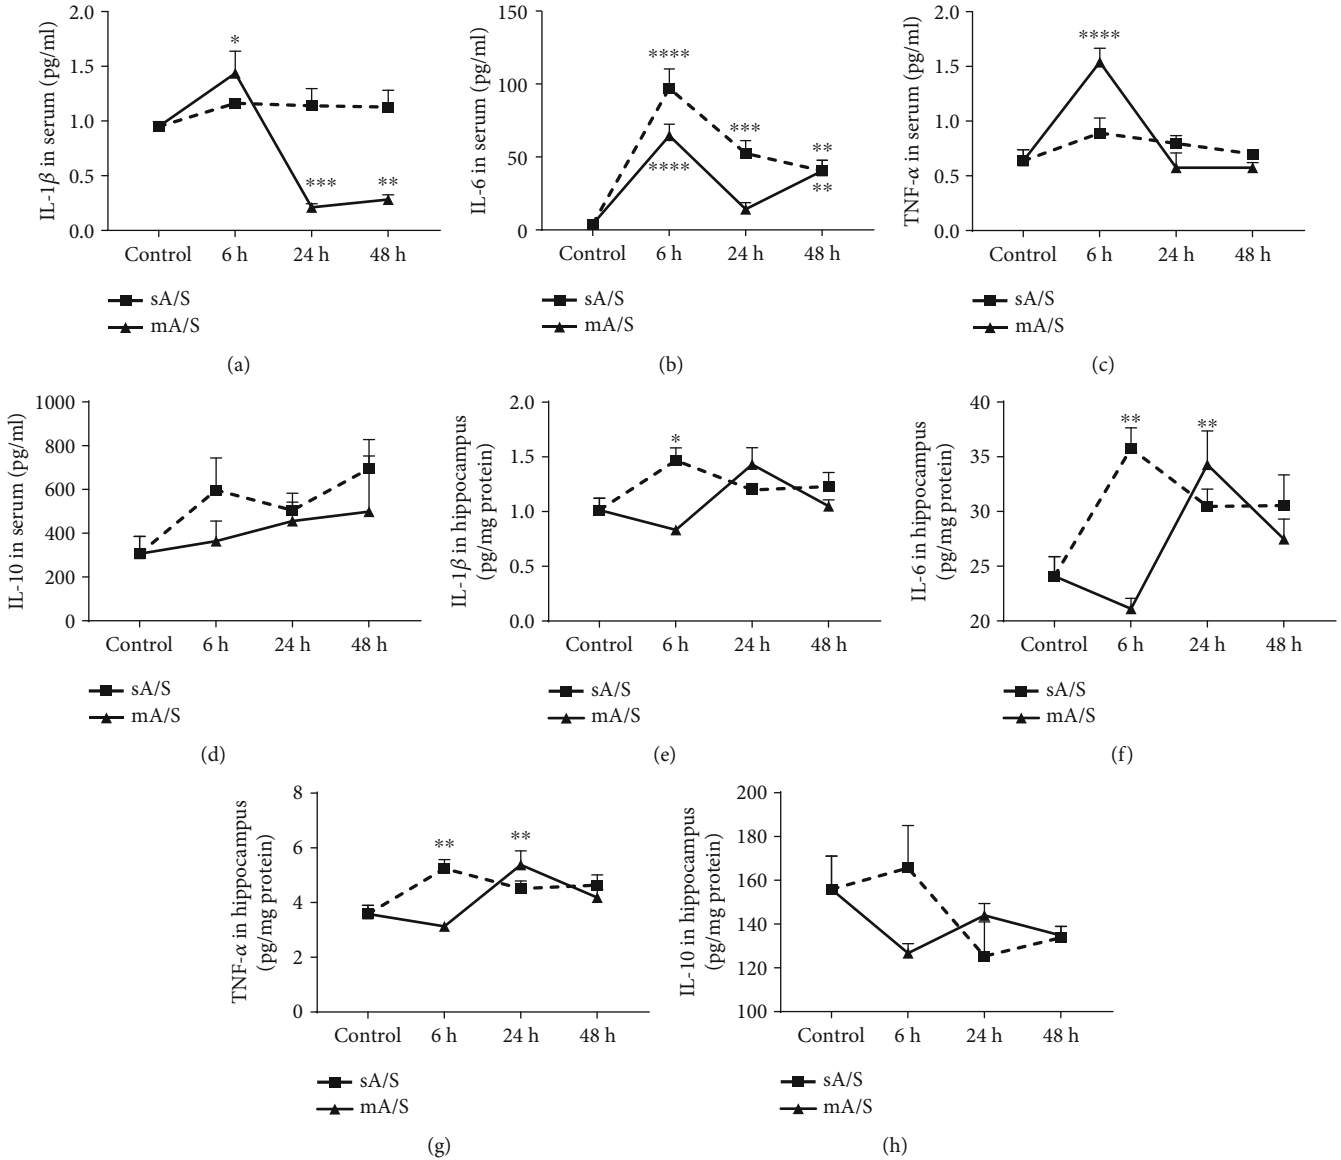 IL-1β in serum (pg/ml)
2.0
1.5
1.0
0.5
0.0
*
***
**
Control 6 h 24 h 48 h
sA/S
mA/S
(a)
IL-6 in serum (pg/ml)
150
100
50
0
****
***
**
****
**
Control 6 h 24 h 48 h
sA/S
mA/S
(b)
TNF-α in serum (pg/ml)
2.0
1.5
1.0
0.5
0.0
****
Control 6 h 24 h 48 h
sA/S
mA/S
(c)
IL-10 in serum (pg/ml)
1000
800
600
400
200
0
Control 6 h 24 h 48 h
sA/S
mA/S
(d)
IL-1β in hippocampus
(pg/mg protein)
2.0
1.5
1.0
0.5
0.0
*
Control 6 h 24 h 48 h
sA/S
mA/S
(e)
IL-6 in hippocampus
(pg/mg protein)
40
35
30
25
20
**
**
Control 6 h 24 h 48 h
sA/S
mA/S
(f)
TNF-α in hippocampus
(pg/mg protein)
8
6
4
2
0
**
**
Control 6 h 24 h 48 h
sA/S
mA/S
(g)
IL-10 in hippocampus
(pg/mg protein)
200
180
160
140
120
100
Control 6 h 24 h 48 h
sA/S
mA/S
(h)